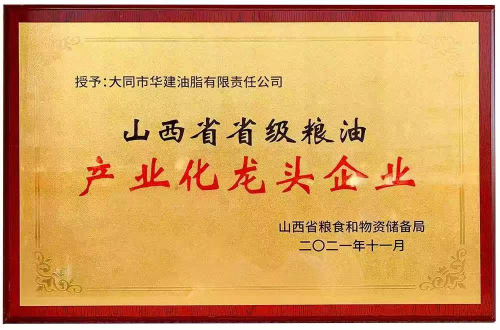 授予：大同市华建油脂有限责任公司
山西省省级粮油
产业化龙头企业
山西省粮食和物资储备局
二〇二一年十一月